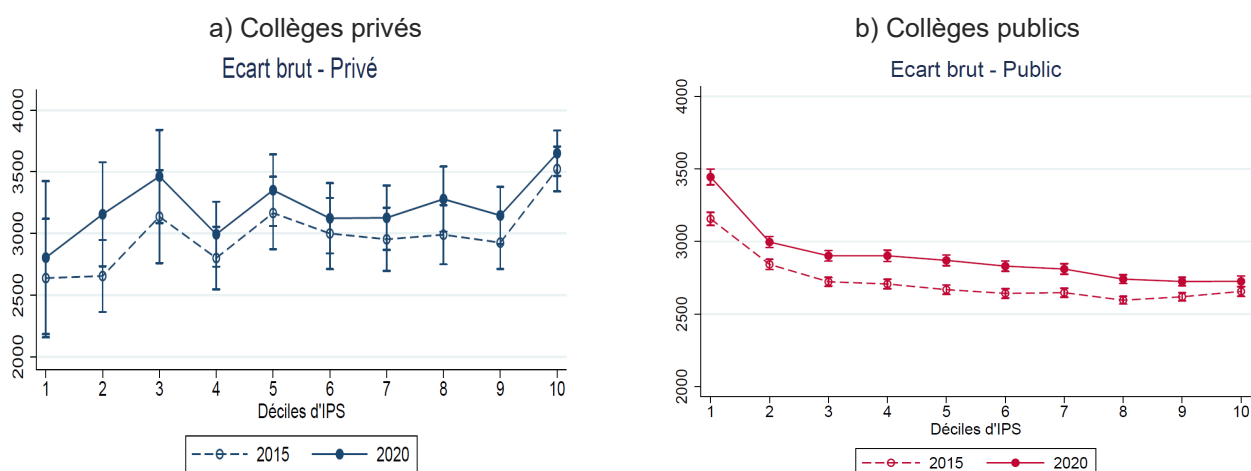 a) Collèges privés
Ecart brut - Privé
4000
3500
3000
2500
2000
1 2 3 4 5 6 7 8 9 10
Déciles d'IPS
2015 2020
b) Collèges publics
Ecart brut - Public
4000
3500
3000
2500
2000
1 2 3 4 5 6 7 8 9 10
Déciles d'IPS
2015 2020